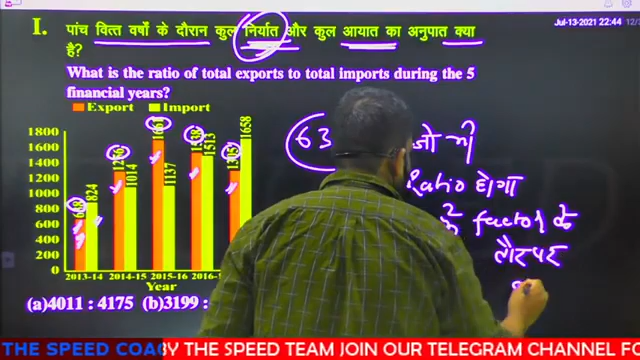 Jul-13-2021 22:44
I. पांच वित्त वर्षों के दौरान कुल निर्यात और कुल आयात का अनुपात क्या
है?
What is the ratio of total exports to total imports during the 5
financial years?
Export Import
1800
1600
1400
1200
1000
800
600
400
200
0
824
1014
1137
1513
1658
2013-14 2014-15 2015-16 2016-
Year
(a)4011 : 4175 (b)3199 :
63 जो भी
Ratio होगा
के factor के
तौर पर
THE SPEED COA BY THE SPEED TEAM JOIN OUR TELEGRAM CHANNEL FO